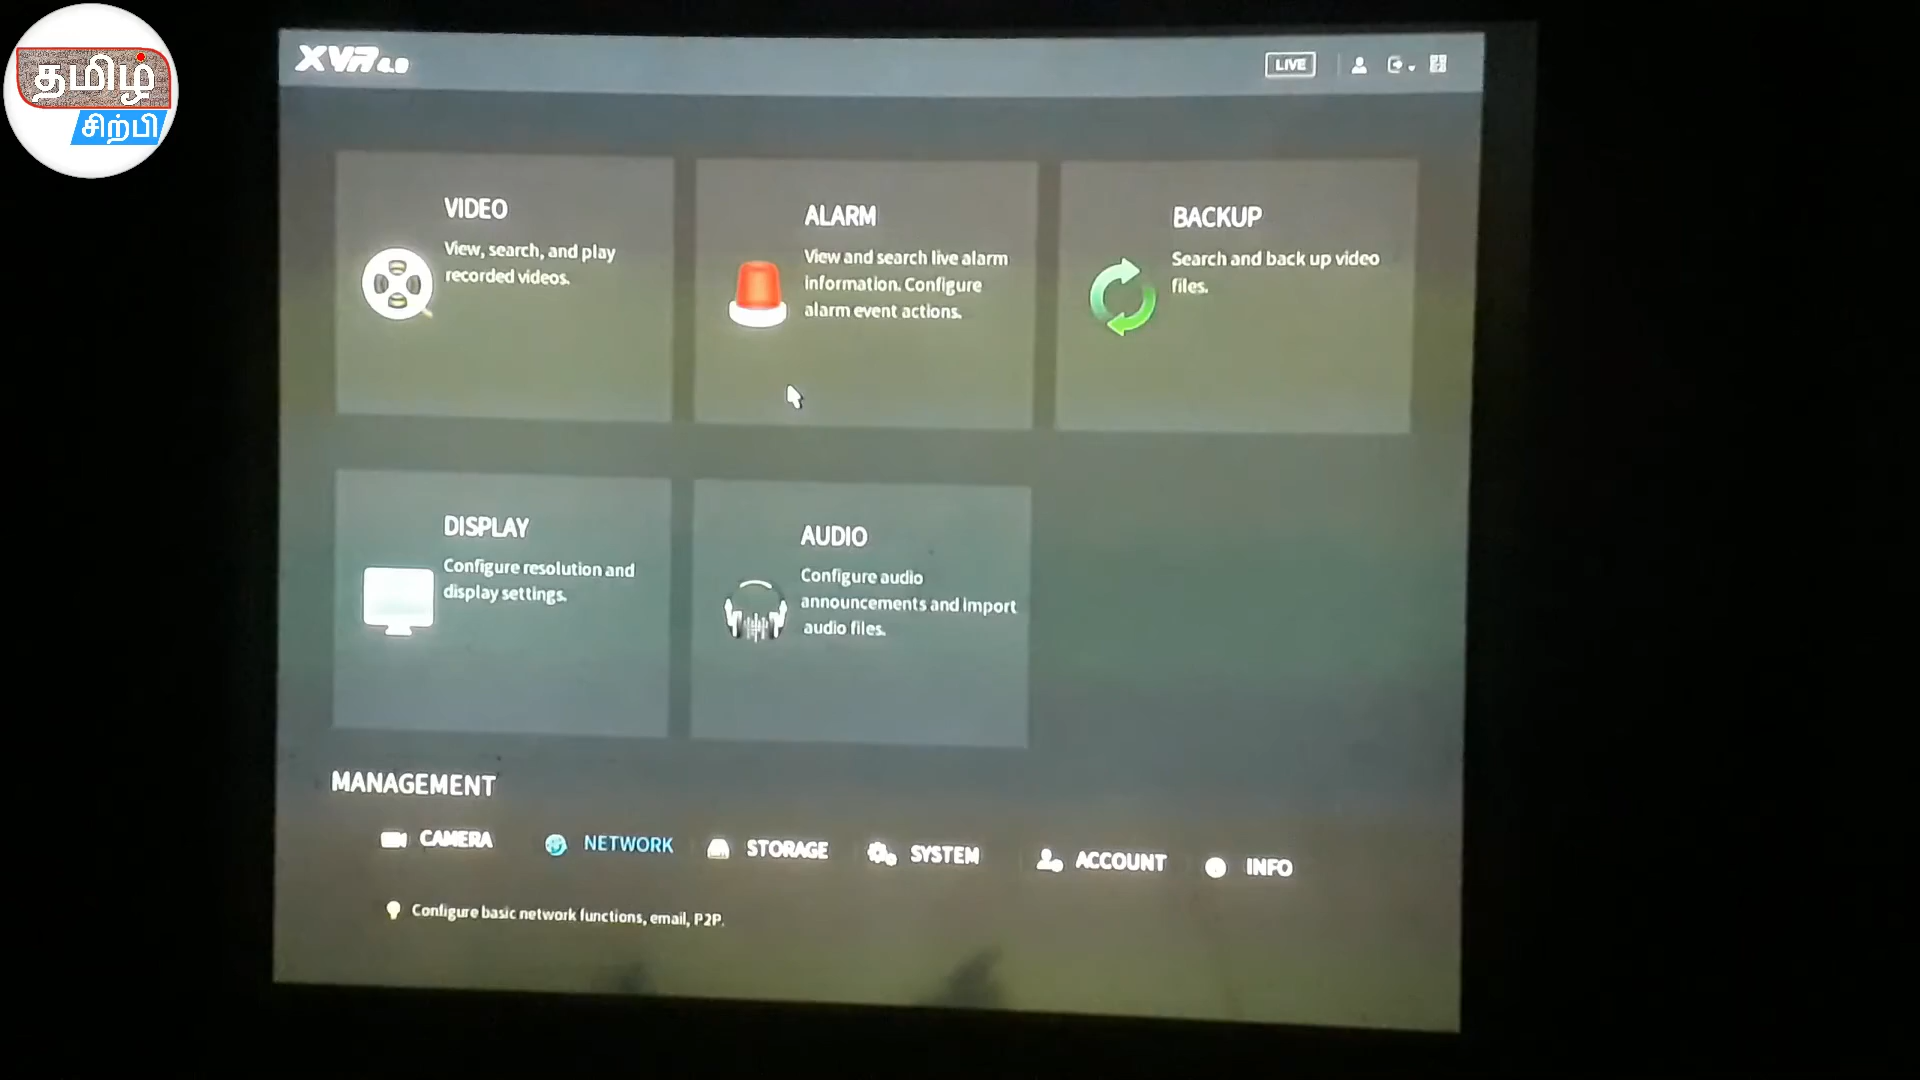 தமிழ்
சிற்பி
XVR 4.0
LIVE
VIDEO
View, search, and play
recorded videos.
ALARM
View and search live alarm
information. Configure
alarm event actions.
BACKUP
Search and back up video
files.
DISPLAY
Configure resolution and
display settings.
AUDIO
Configure audio
announcements and import
audio files.
MANAGEMENT
CAMERA NETWORK STORAGE SYSTEM ACCOUNT INFO
Configure basic network functions, email, P2P.